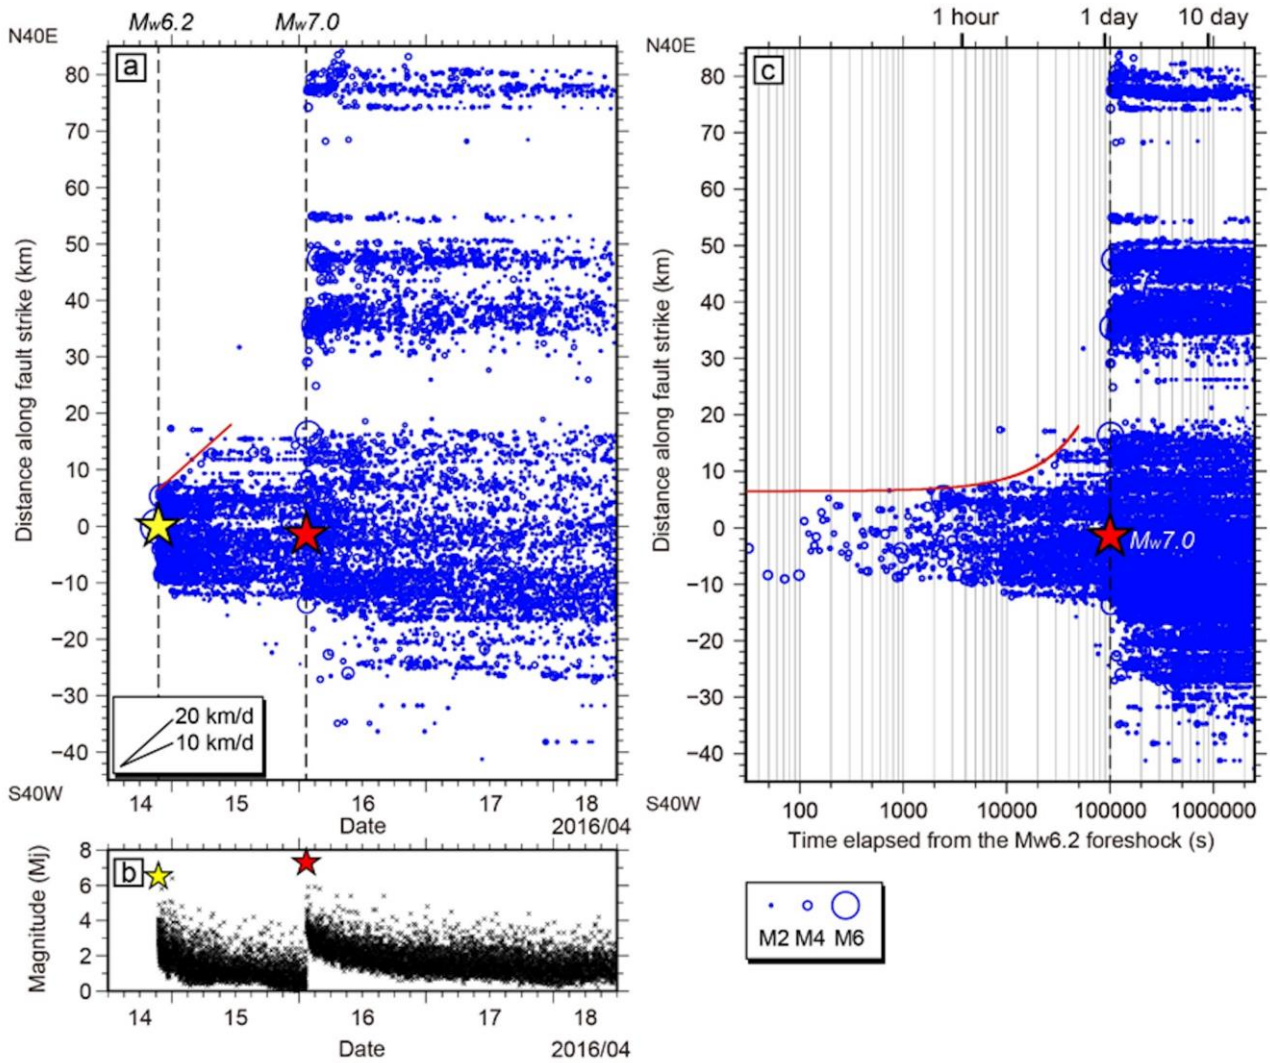 Mw6.2
Mw7.0
N40E
a
80
70
60
50
40
30
20
10
0
−10
−20
−30
−40
Distance along fault strike (km)
20 km/d
10 km/d
S40W
14
15
16
17
18
Date
2016/04
b
8
6
4
2
0
Magnitude (Mj)
14
15
16
17
18
Date
2016/04
1 hour
1 day
10 day
N40E
c
80
70
60
50
40
30
20
10
0
−10
−20
−30
−40
Distance along fault strike (km)
Mw7.0
S40W
100
1000
10000
100000
1000000
Time elapsed from the Mw6.2 foreshock (s)
M2 M4 M6